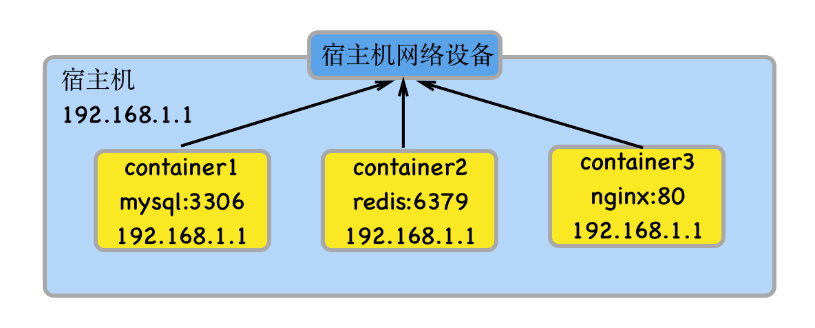 宿主机网络设备
宿主机
192.168.1.1
container1
mysql:3306
192.168.1.1
container2
redis:6379
192.168.1.1
container3
nginx:80
192.168.1.1